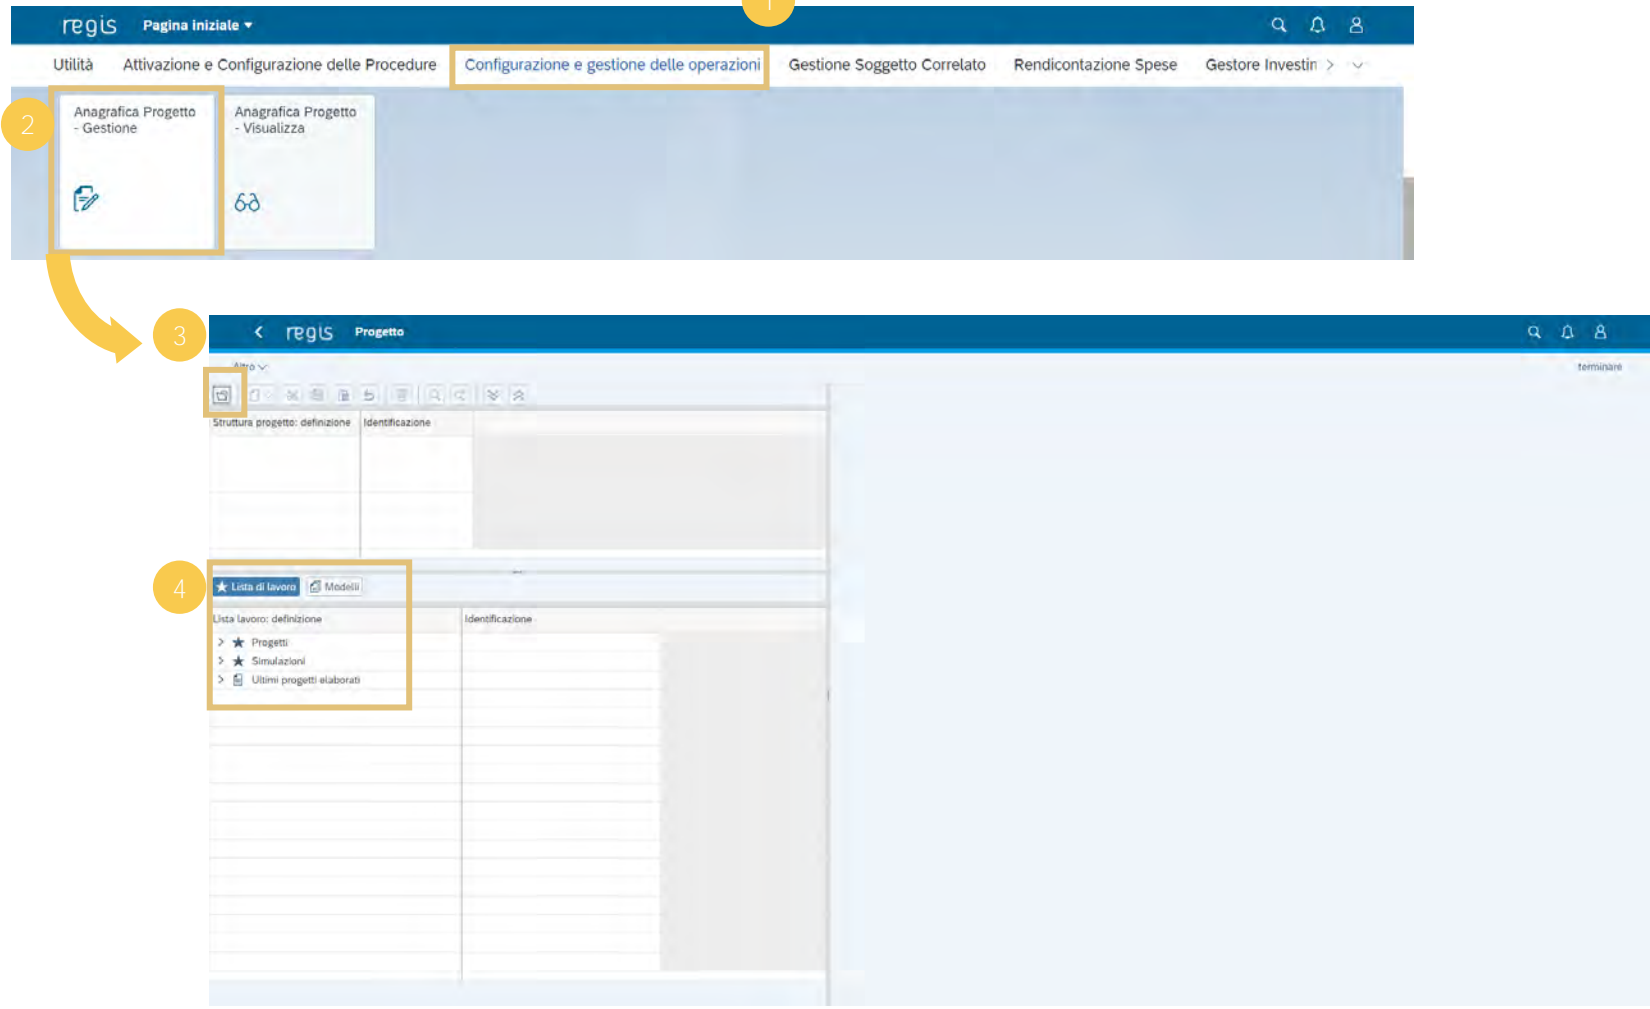 1
regis Pagina iniziale
Utilità Attivazione e Configurazione delle Procedure Configurazione e gestione delle operazioni Gestione Soggetto Correlato Rendicontazione Spese Gestore Investin
2
Anagrafica Progetto
- Gestione
Anagrafica Progetto
- Visualizza
3
regis Progetto
Altro
terminare
Struttura progetto: definizione Identificazione
4
Lista di lavoro Modelli
Lista lavoro: definizione Identificazione
Progetti
Simulazioni
Ultimi progetti elaborati